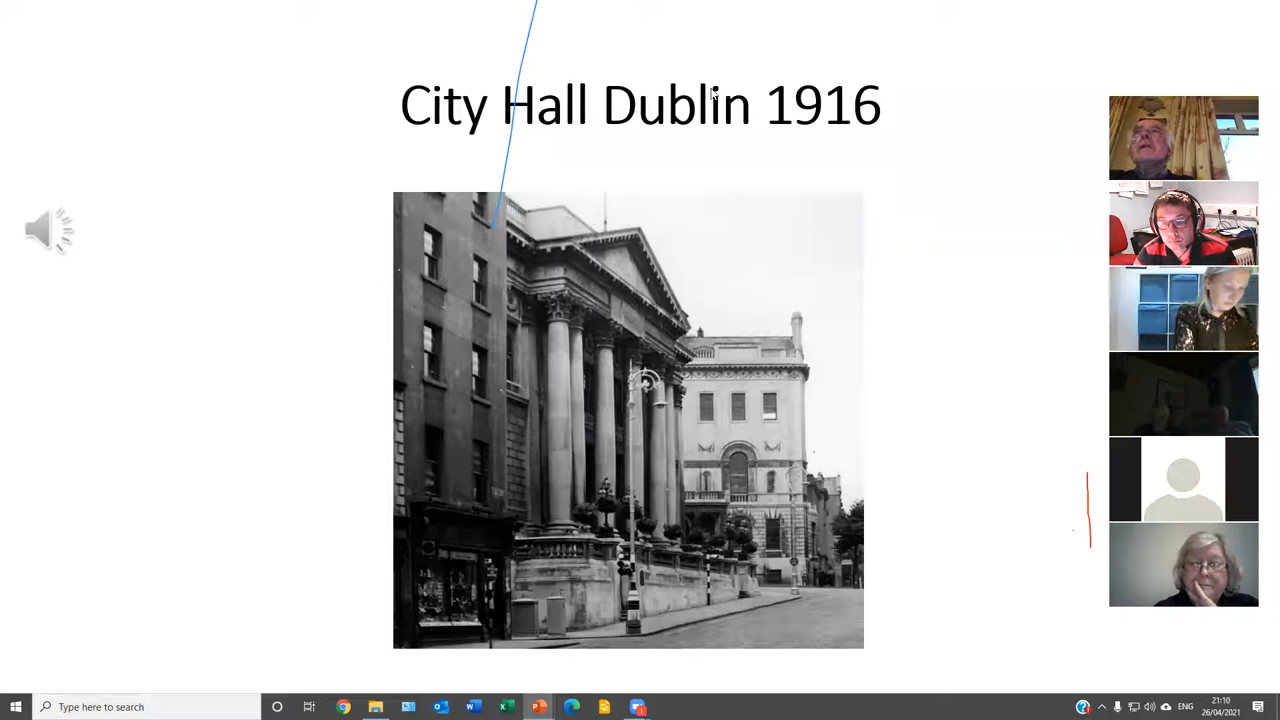 City Hall Dublin 1916
Type here to search
ENG
21:10
26/04/2021